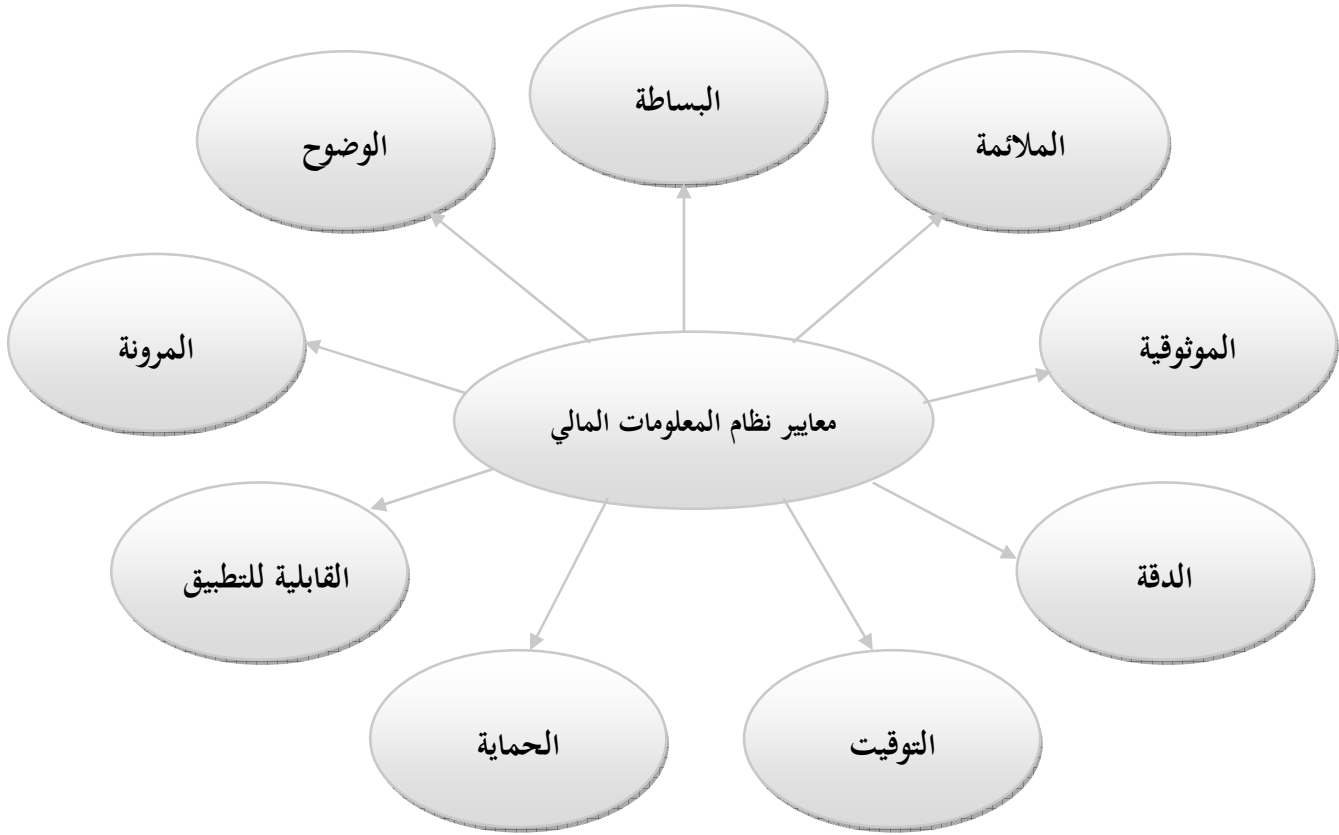 البساطة
الملائمة
الوضوح
الموثوقية
المرونة
معايير نظام المعلومات المالي
الدقة
القابلية للتطبيق
التوقيت
الحماية